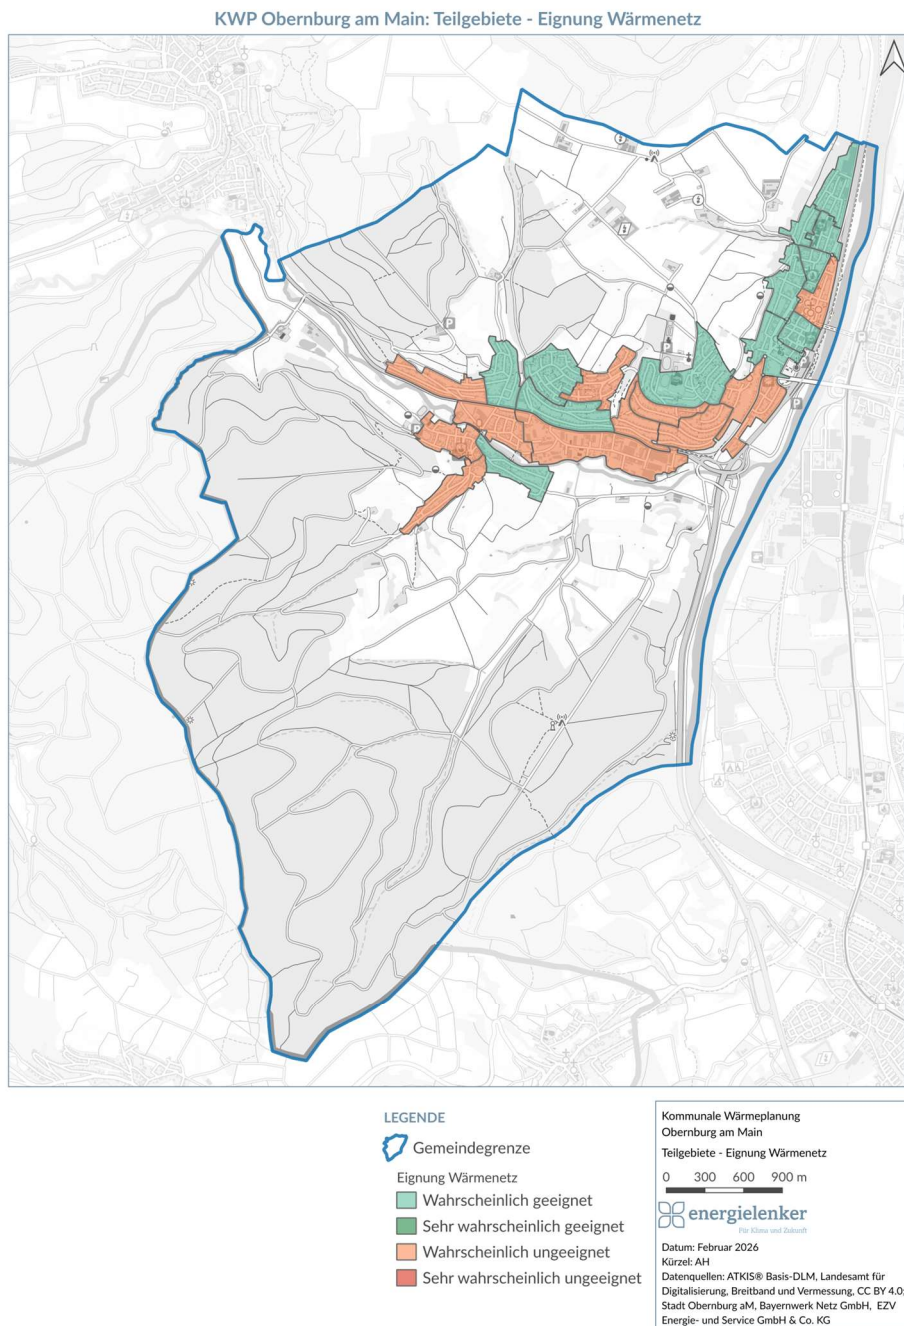 KWP Obernburg am Main: Teilgebiete - Eignung Wärmenetz
P
P
P
P
LEGENDE
Gemeindegrenze
Eignung Wärmenetz
Wahrscheinlich geeignet
Sehr wahrscheinlich geeignet
Wahrscheinlich ungeeignet
Sehr wahrscheinlich ungeeignet
Kommunale Wärmeplanung
Obernburg am Main
Teilgebiete - Eignung Wärmenetz
0 300 600 900 m
energielenker
Für Klima und Zukunft
Datum: Februar 2026
Kürzel: AH
Datenquellen: ATKIS® Basis-DLM, Landesamt für
Digitalisierung, Breitband und Vermessung, CC BY 4.0;
Stadt Obernburg aM, Bayernwerk Netz GmbH, EZV
Energie- und Service GmbH & Co. KG